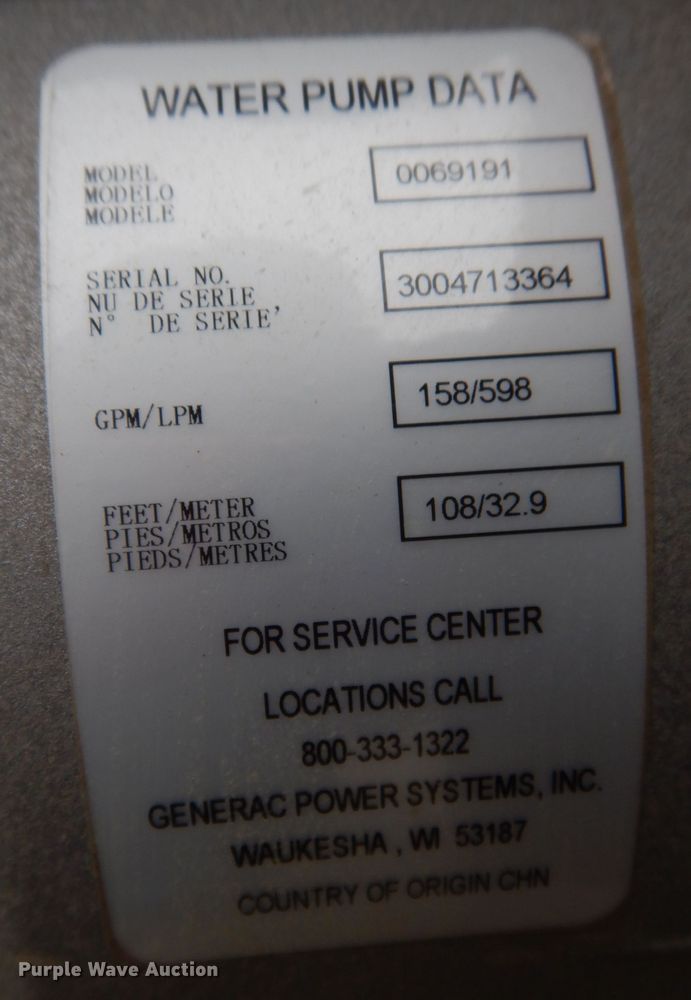 WATER PUMP DATA
MODEL
MODELO
MODELE
0069191
SERIAL NO.
NU DE SERIE ,
N° DE SERIE'
3004713364
GPM/LPM
158/598
FEET/METER
PIES/METROS
PIEDS/METRES
108/32.9
FOR SERVICE CENTER
LOCATIONS CALL
800-333-1322
GENERAC POWER SYSTEMS, INC.
WAUKESHA , WI 53187
COUNTRY OF ORIGIN CHN
Purple Wave Auction